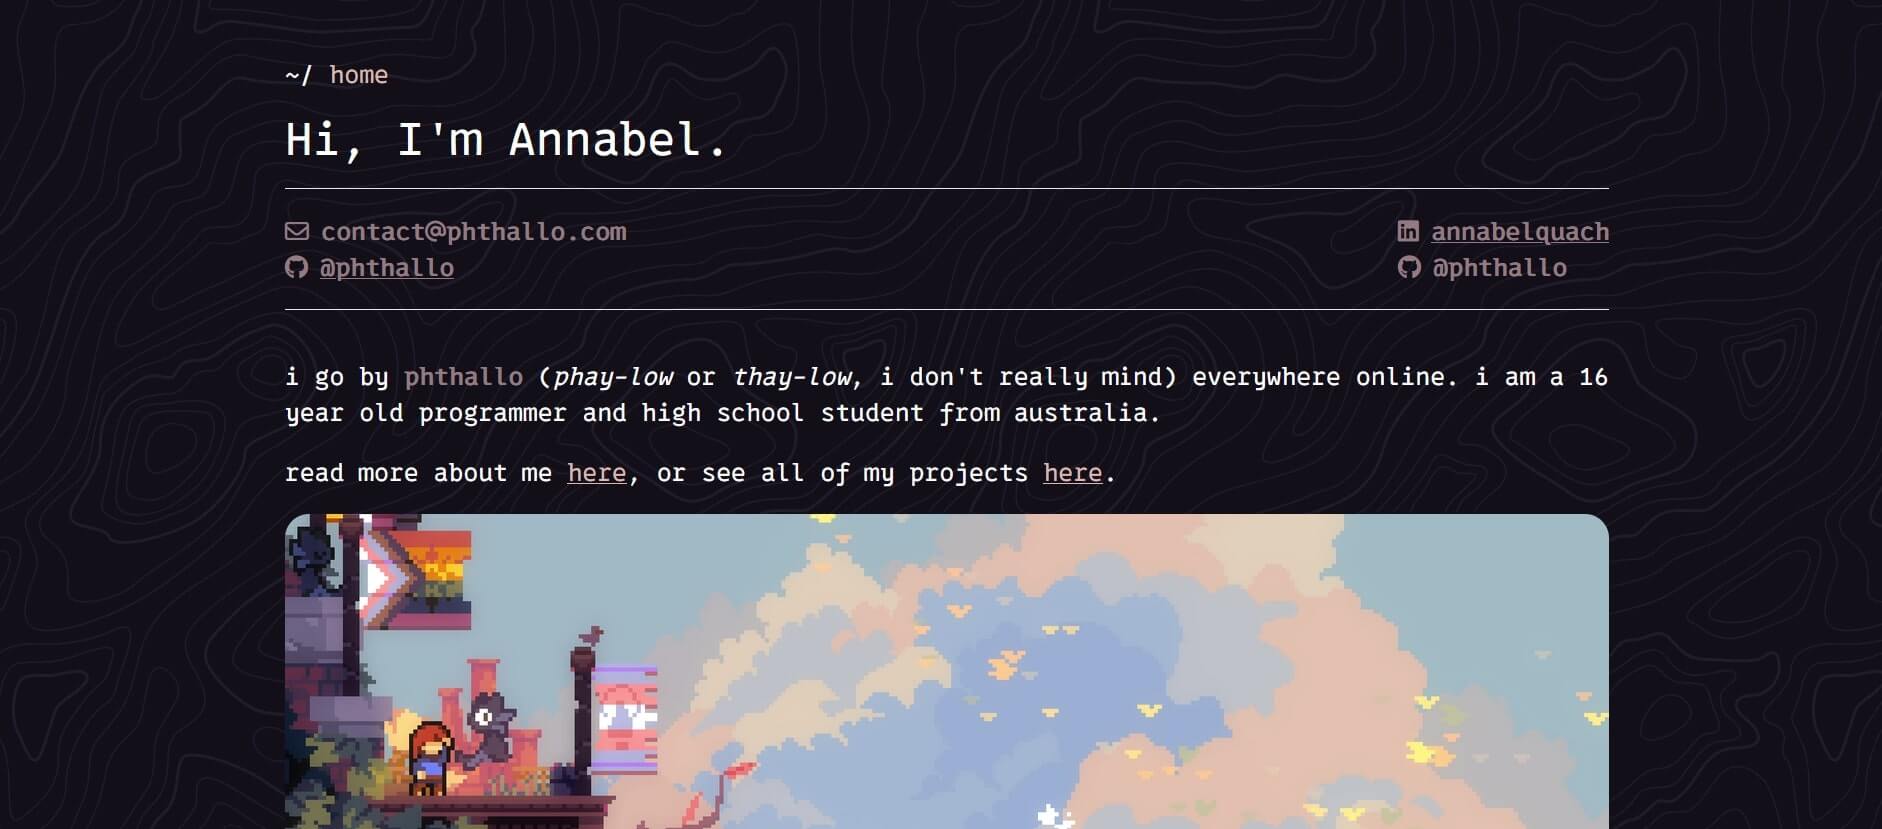 ~/ home
Hi, I'm Annabel.
contact@phthallo.com
annabelquach
@phthallo
@phthallo
i go by phthallo (phay-low or thay-low, i don't really mind) everywhere online. i am a 16
year old programmer and high school student from australia.
read more about me here, or see all of my projects here.